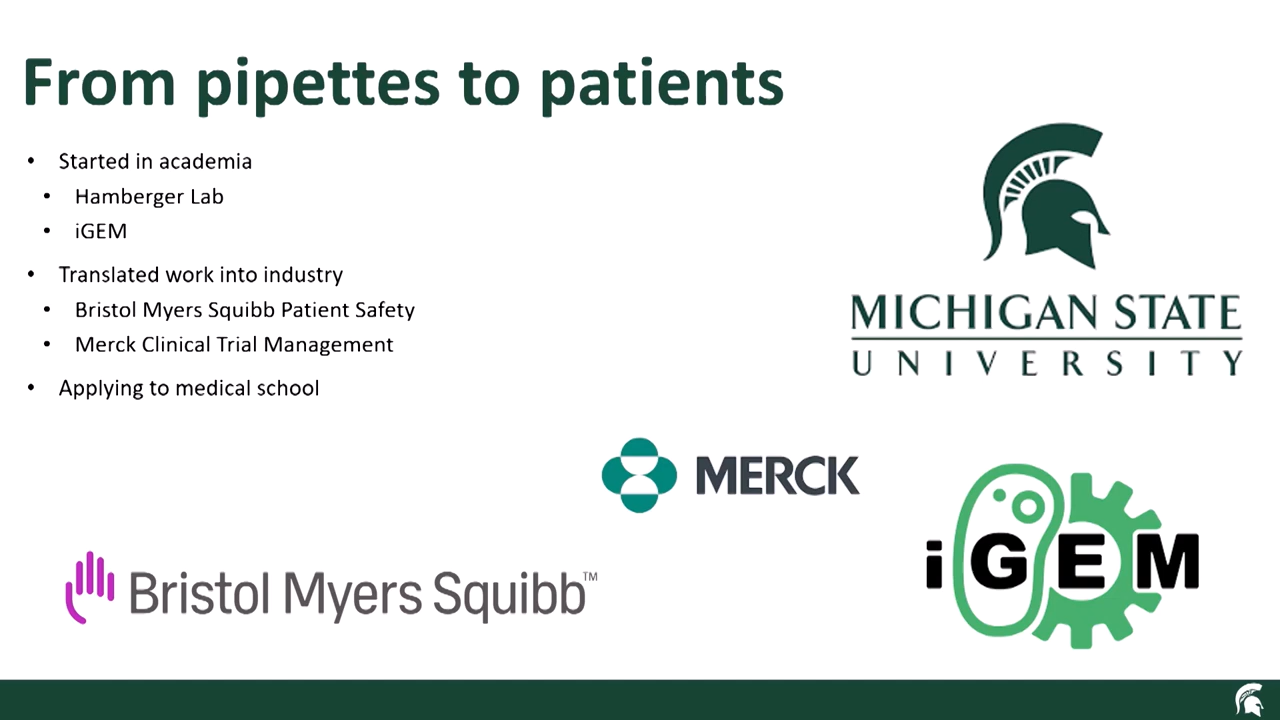 From pipettes to patients
• Started in academia
• Hamberger Lab
• iGEM
• Translated work into industry
• Bristol Myers Squibb Patient Safety
• Merck Clinical Trial Management
• Applying to medical school
MICHIGAN STATE
UNIVERSITY
MERCK
iGEM
Bristol Myers Squibb™